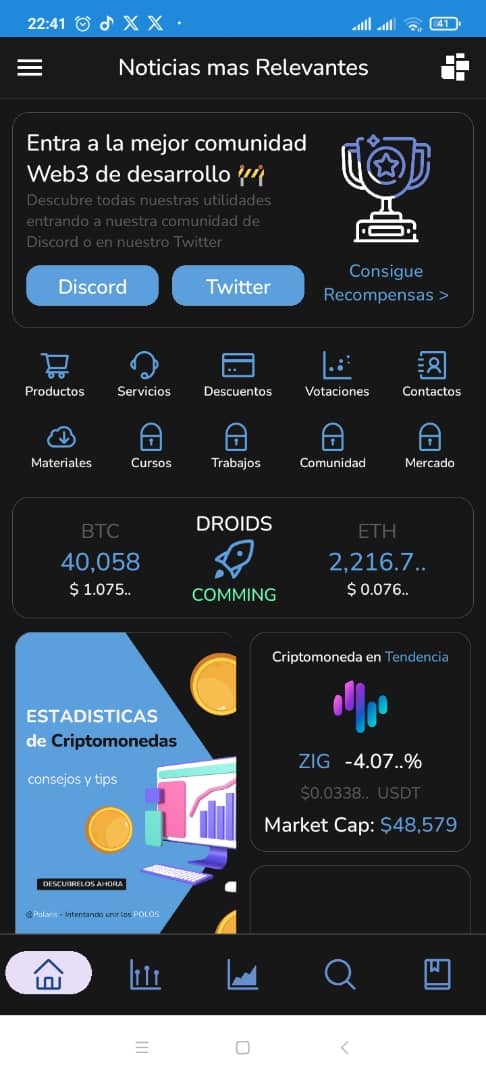 22:41
41
Noticias mas Relevantes
Entra a la mejor comunidad
Web3 de desarrollo 🚧
Descubre todas nuestras utilidades
entrando a nuestra comunidad de
Discord o en nuestro Twitter
Discord
Twitter
Consigue
Recompensas >
Productos
Servicios
Descuentos
Votaciones
Contactos
Materiales
Cursos
Trabajos
Comunidad
Mercado
BTC
40,058
$ 1.075..
DROIDS
COMMING
ETH
2,216.7..
$ 0.076..
ESTADISTICAS
de Criptomonedas
consejos y tips
DESCUBRELOS AHORA
@Polaris - Intentando unir los POLOS
Criptomoneda en Tendencia
ZIG -4.07..%
$0.0338.. USDT
Market Cap: $48,579